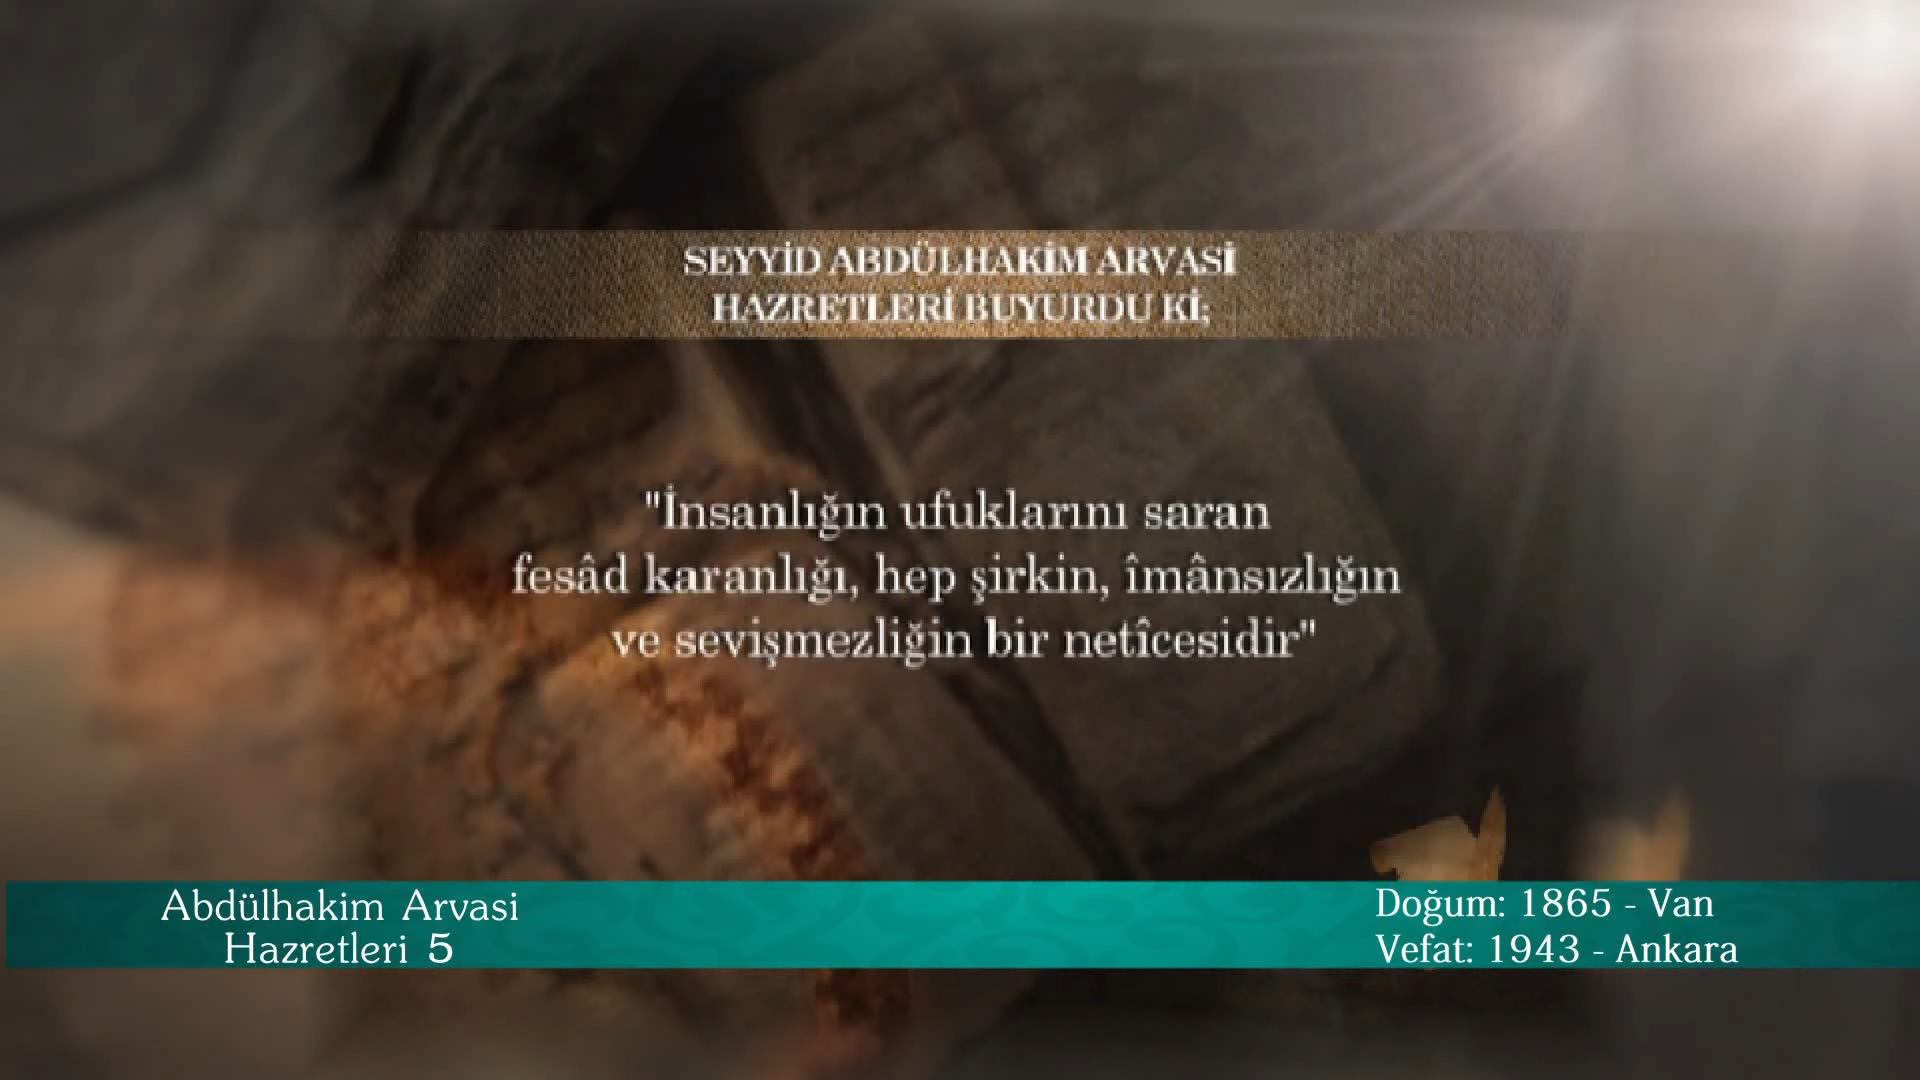 SEYYİD ABDÜLHAKİM ARVASİ
HAZRETLERİ BUYURDU Kİ;
"İnsanlığın ufuklarını saran
fesâd karanlığı, hep şirkin, îmânsızlığın
ve sevişmezliğin bir netîcesidir"
Abdülhakim Arvasi
Hazretleri 5
Doğum: 1865 - Van
Vefat: 1943 - Ankara